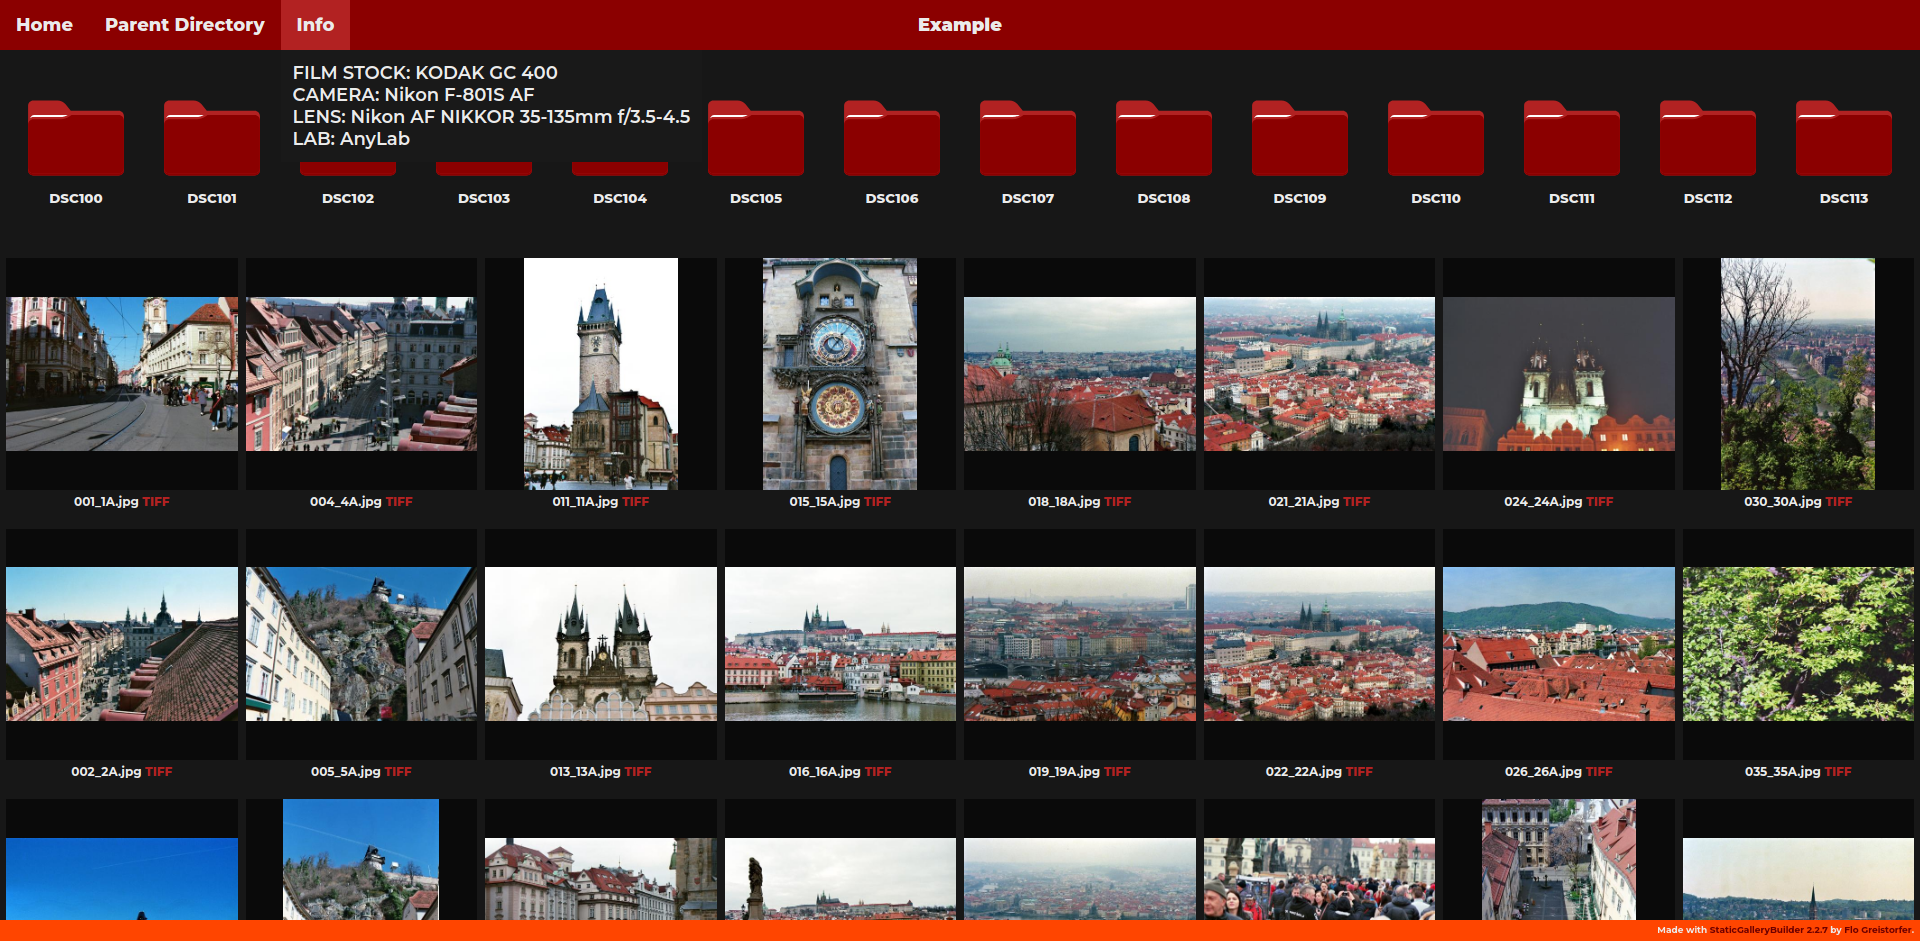 Home Parent Directory Info Example
FILM STOCK: KODAK GC 400
CAMERA: Nikon F-801S AF
LENS: Nikon AF NIKKOR 35-135mm f/3.5-4.5
LAB: AnyLab
DSC100 DSC101 DSC102 DSC103 DSC104 DSC105 DSC106 DSC107 DSC108 DSC109 DSC110 DSC111 DSC112 DSC113
001_1A.jpg TIFF 004_4A.jpg TIFF 011_11A.jpg TIFF 015_15A.jpg TIFF 018_18A.jpg TIFF 021_21A.jpg TIFF 024_24A.jpg TIFF 030_30A.jpg TIFF
002_2A.jpg TIFF 005_5A.jpg TIFF 013_13A.jpg TIFF 016_16A.jpg TIFF 019_19A.jpg TIFF 022_22A.jpg TIFF 026_26A.jpg TIFF 035_35A.jpg TIFF
Made with StaticGalleryBuilder 2.2.7 by Flo Greistorfer.